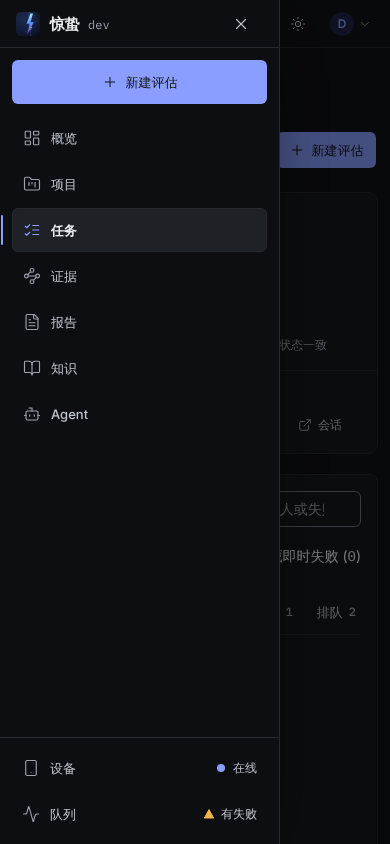 惊蛰 dev
D
新建评估
新建评估
概览
项目
任务
证据
状态一致
报告
知识
Agent
会话
人或失
即时失败 (0)
1 排队 2
设备 在线
队列 有失败